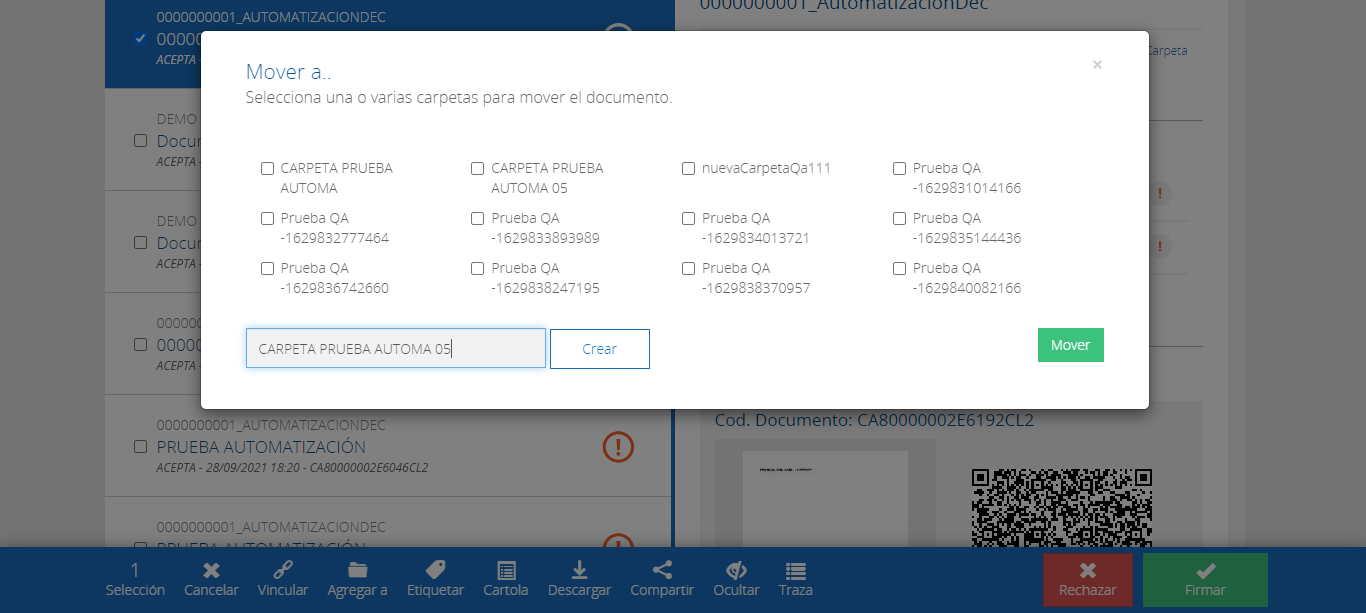 0000000001_AUTOMATIZACIONDEC
0000
ACEPTA -
0000000001_AutomatizacionDec
Carpeta
Mover a..
×
Selecciona una o varias carpetas para mover el documento.
DEMO
Docu
ACEPTA -
CARPETA PRUEBA
AUTOMA
CARPETA PRUEBA
AUTOMA 05
nuevaCarpetaQa111
Prueba QA
-1629831014166
Prueba QA
-1629832777464
Prueba QA
-1629833893989
Prueba QA
-1629834013721
Prueba QA
-1629835144436
Prueba QA
-1629836742660
Prueba QA
-1629838247195
Prueba QA
-1629838370957
Prueba QA
-1629840082166
DEMO
Docu
ACEPTA -
00000
0000
ACEPTA -
CARPETA PRUEBA AUTOMA 05
Crear
Mover
0000000001_AUTOMATIZACIONDEC
PRUEBA AUTOMATIZACIÓN
ACEPTA - 28/09/2021 18:20 - CA80000002E6046CL2
Cod. Documento: CA80000002E6192CL2
0000000001_AUTOMATIZACIONDEC
PRUEBA AUTOMATIZACIÓN
1
Selección
Cancelar
Vincular
Agregar a
Etiquetar
Cartola
Descargar
Compartir
Ocultar
Traza
Rechazar
Firmar